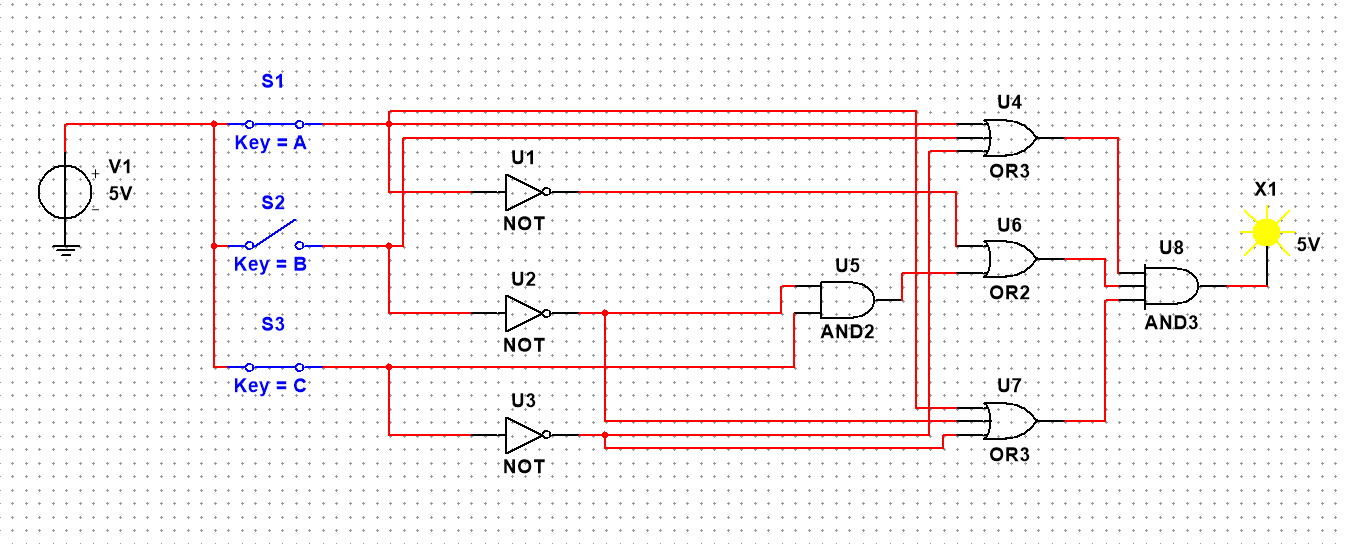 S1
Key = A
V1
5V
S2
Key = B
S3
Key = C
U1
NOT
U2
NOT
U3
NOT
U5
AND2
U4
OR3
U6
OR2
U7
OR3
U8
AND3
X1
5V